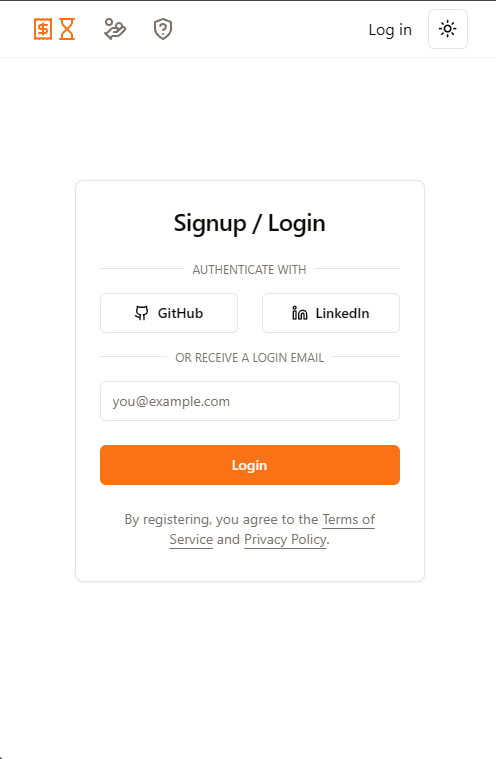 Log in
Signup / Login
AUTHENTICATE WITH
GitHub
LinkedIn
OR RECEIVE A LOGIN EMAIL
you@example.com
Login
By registering, you agree to the Terms of
Service and Privacy Policy.